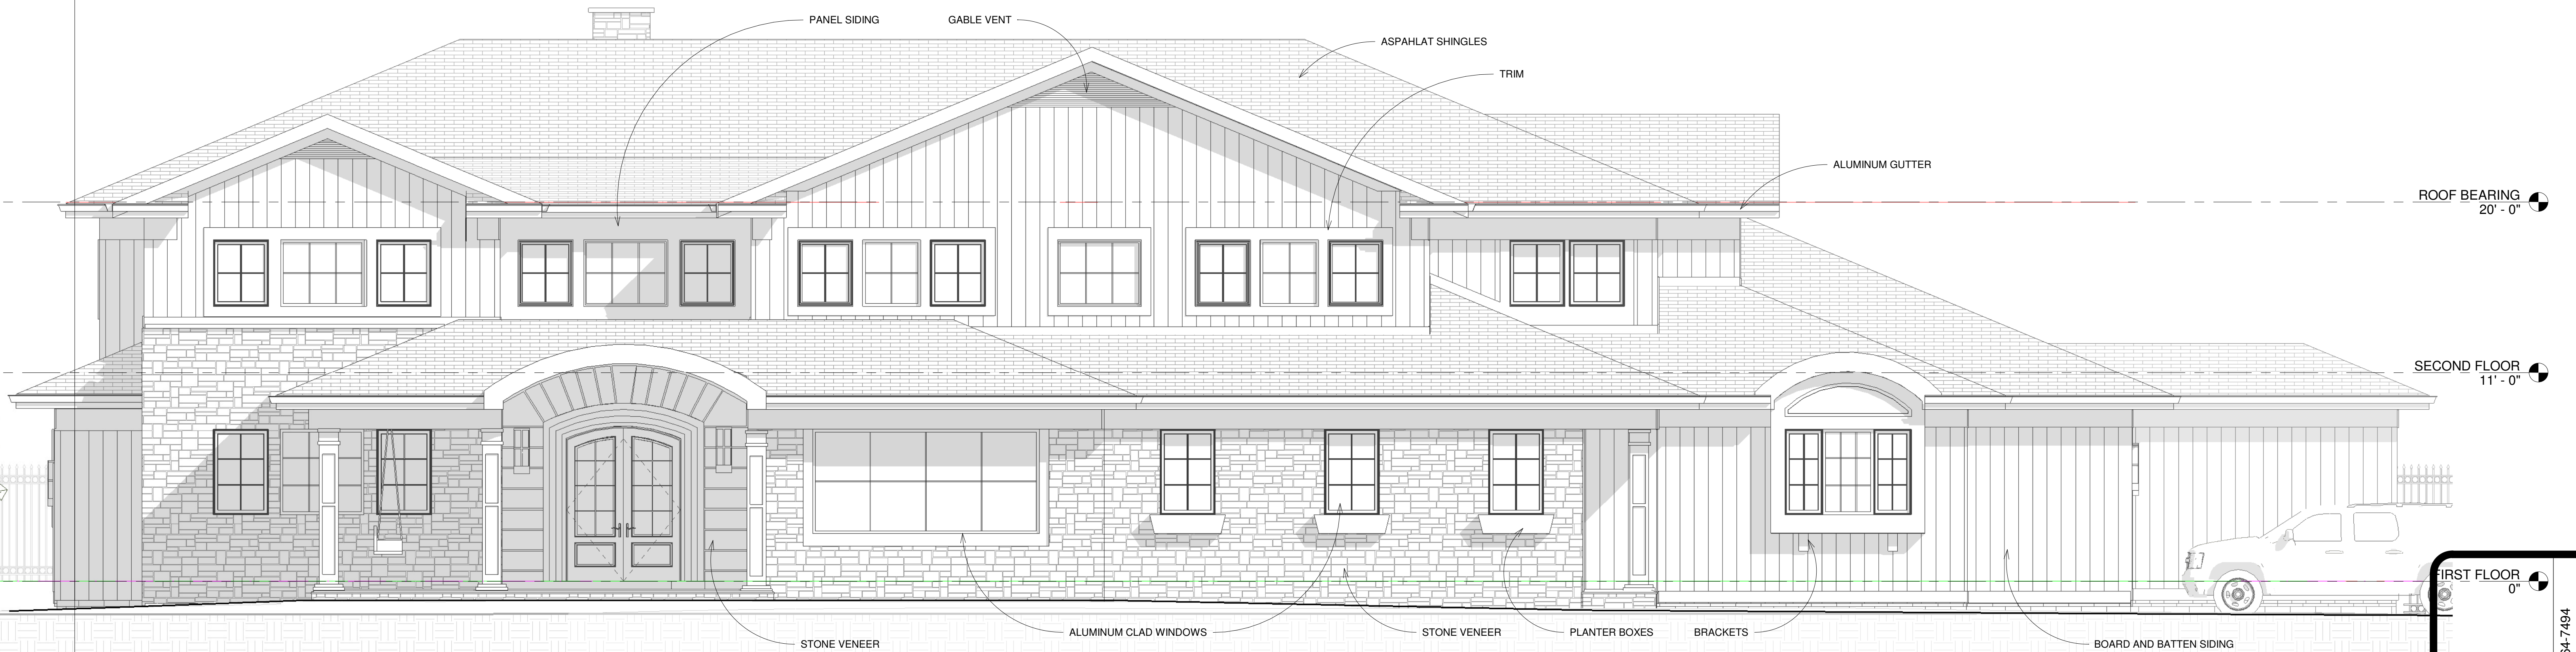 PANEL SIDING
GABLE VENT
ASPAHLAT SHINGLES
TRIM
ALUMINUM GUTTER
ROOF BEARING
20' - 0"
SECOND FLOOR
11' - 0"
FIRST FLOOR
0"
STONE VENEER
ALUMINUM CLAD WINDOWS
STONE VENEER
PLANTER BOXES
BRACKETS
BOARD AND BATTEN SIDING